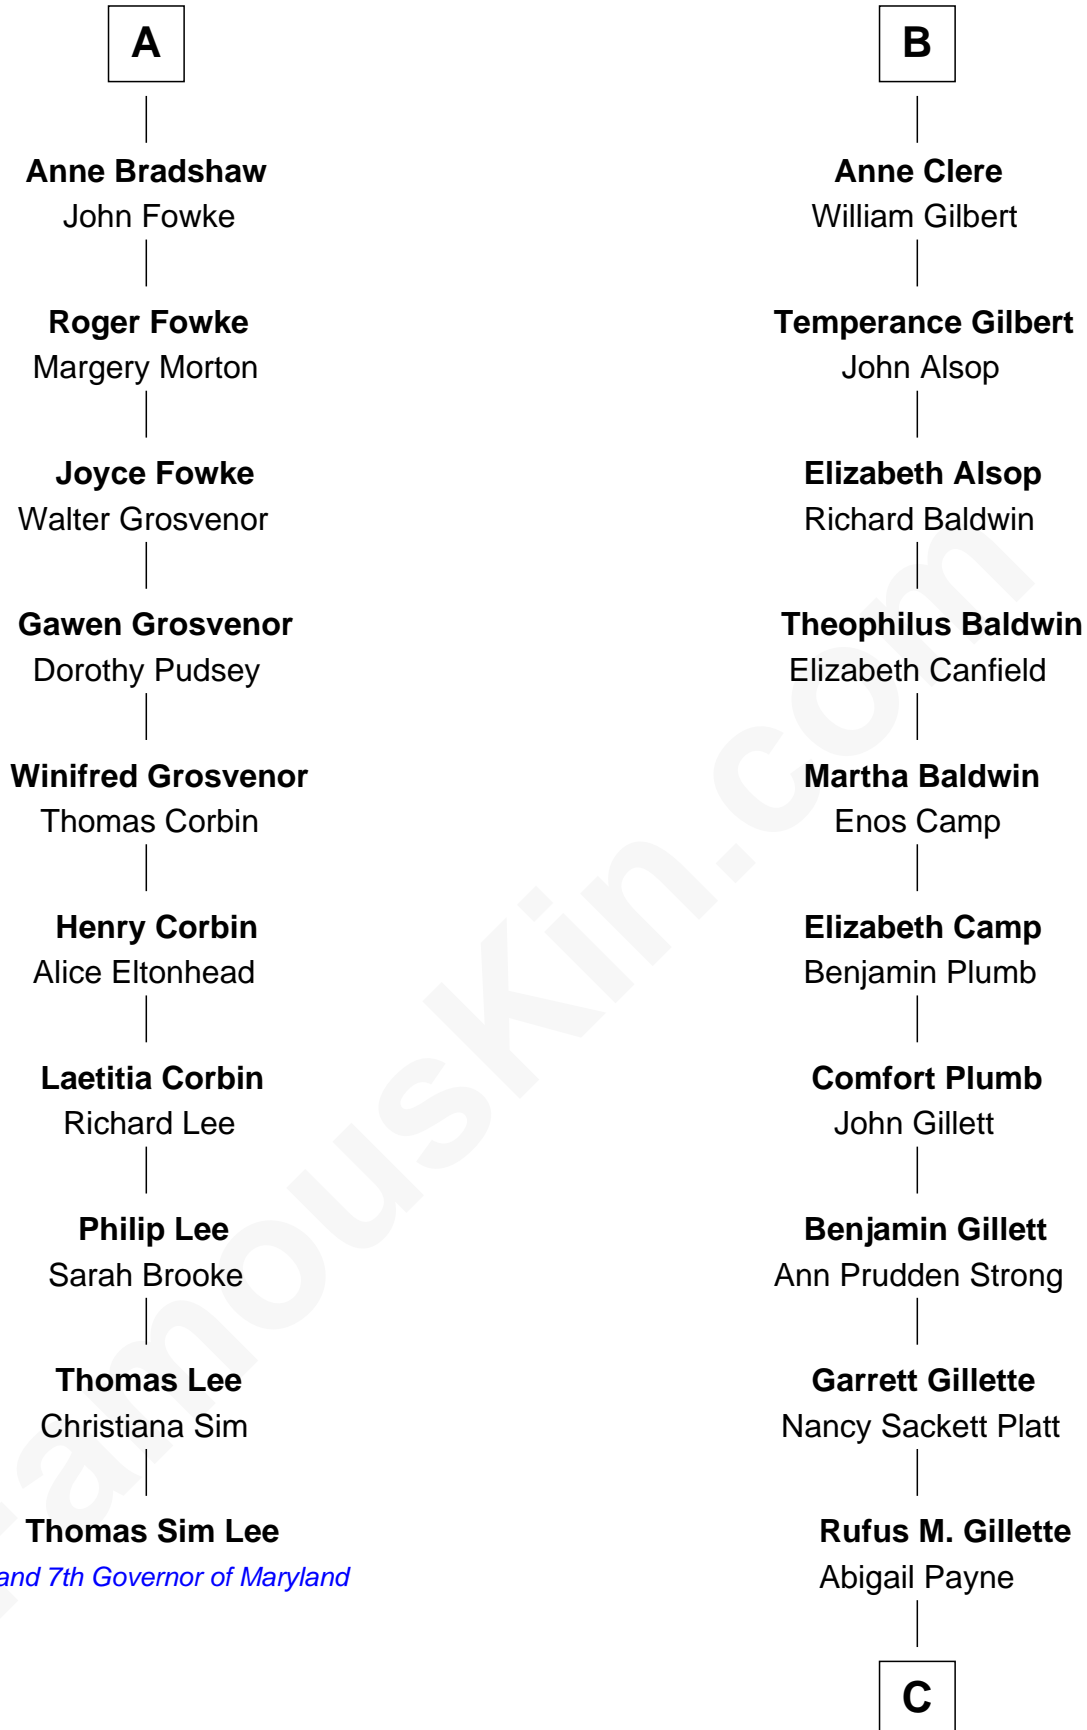 A
Anne Bradshaw
John Fowke
Roger Fowke
Margery Morton
Joyce Fowke
Walter Grosvenor
Gawen Grosvenor
Dorothy Pudsey
Winifred Grosvenor
Thomas Corbin
Henry Corbin
Alice Eltonhead
Laetitia Corbin
Richard Lee
Philip Lee
Sarah Brooke
Thomas Lee
Christiana Sim
Thomas Sim Lee
and 7th Governor of Maryland
B
Anne Clere
William Gilbert
Temperance Gilbert
John Alsop
Elizabeth Alsop
Richard Baldwin
Theophilus Baldwin
Elizabeth Canfield
Martha Baldwin
Enos Camp
Elizabeth Camp
Benjamin Plumb
Comfort Plumb
John Gillett
Benjamin Gillett
Ann Prudden Strong
Garrett Gillette
Nancy Sackett Platt
Rufus M. Gillette
Abigail Payne
C
FamousKin.com